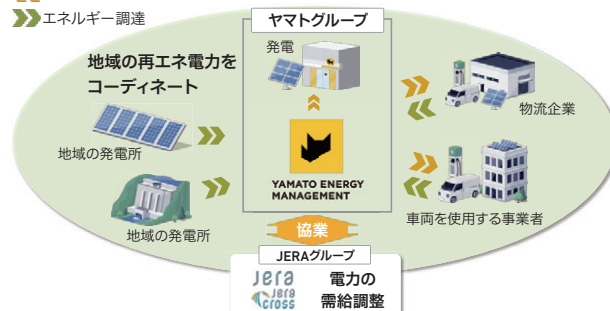 エネルギー調達
ヤマトグループ
地域の再エネ電力を
コーディネート
発電
地域の発電所
物流企業
YAMATO ENERGY
MANAGEMENT
地域の発電所
車両を使用する事業者
協業
JERAグループ
Jera
Jera
cross
電力の
需給調整